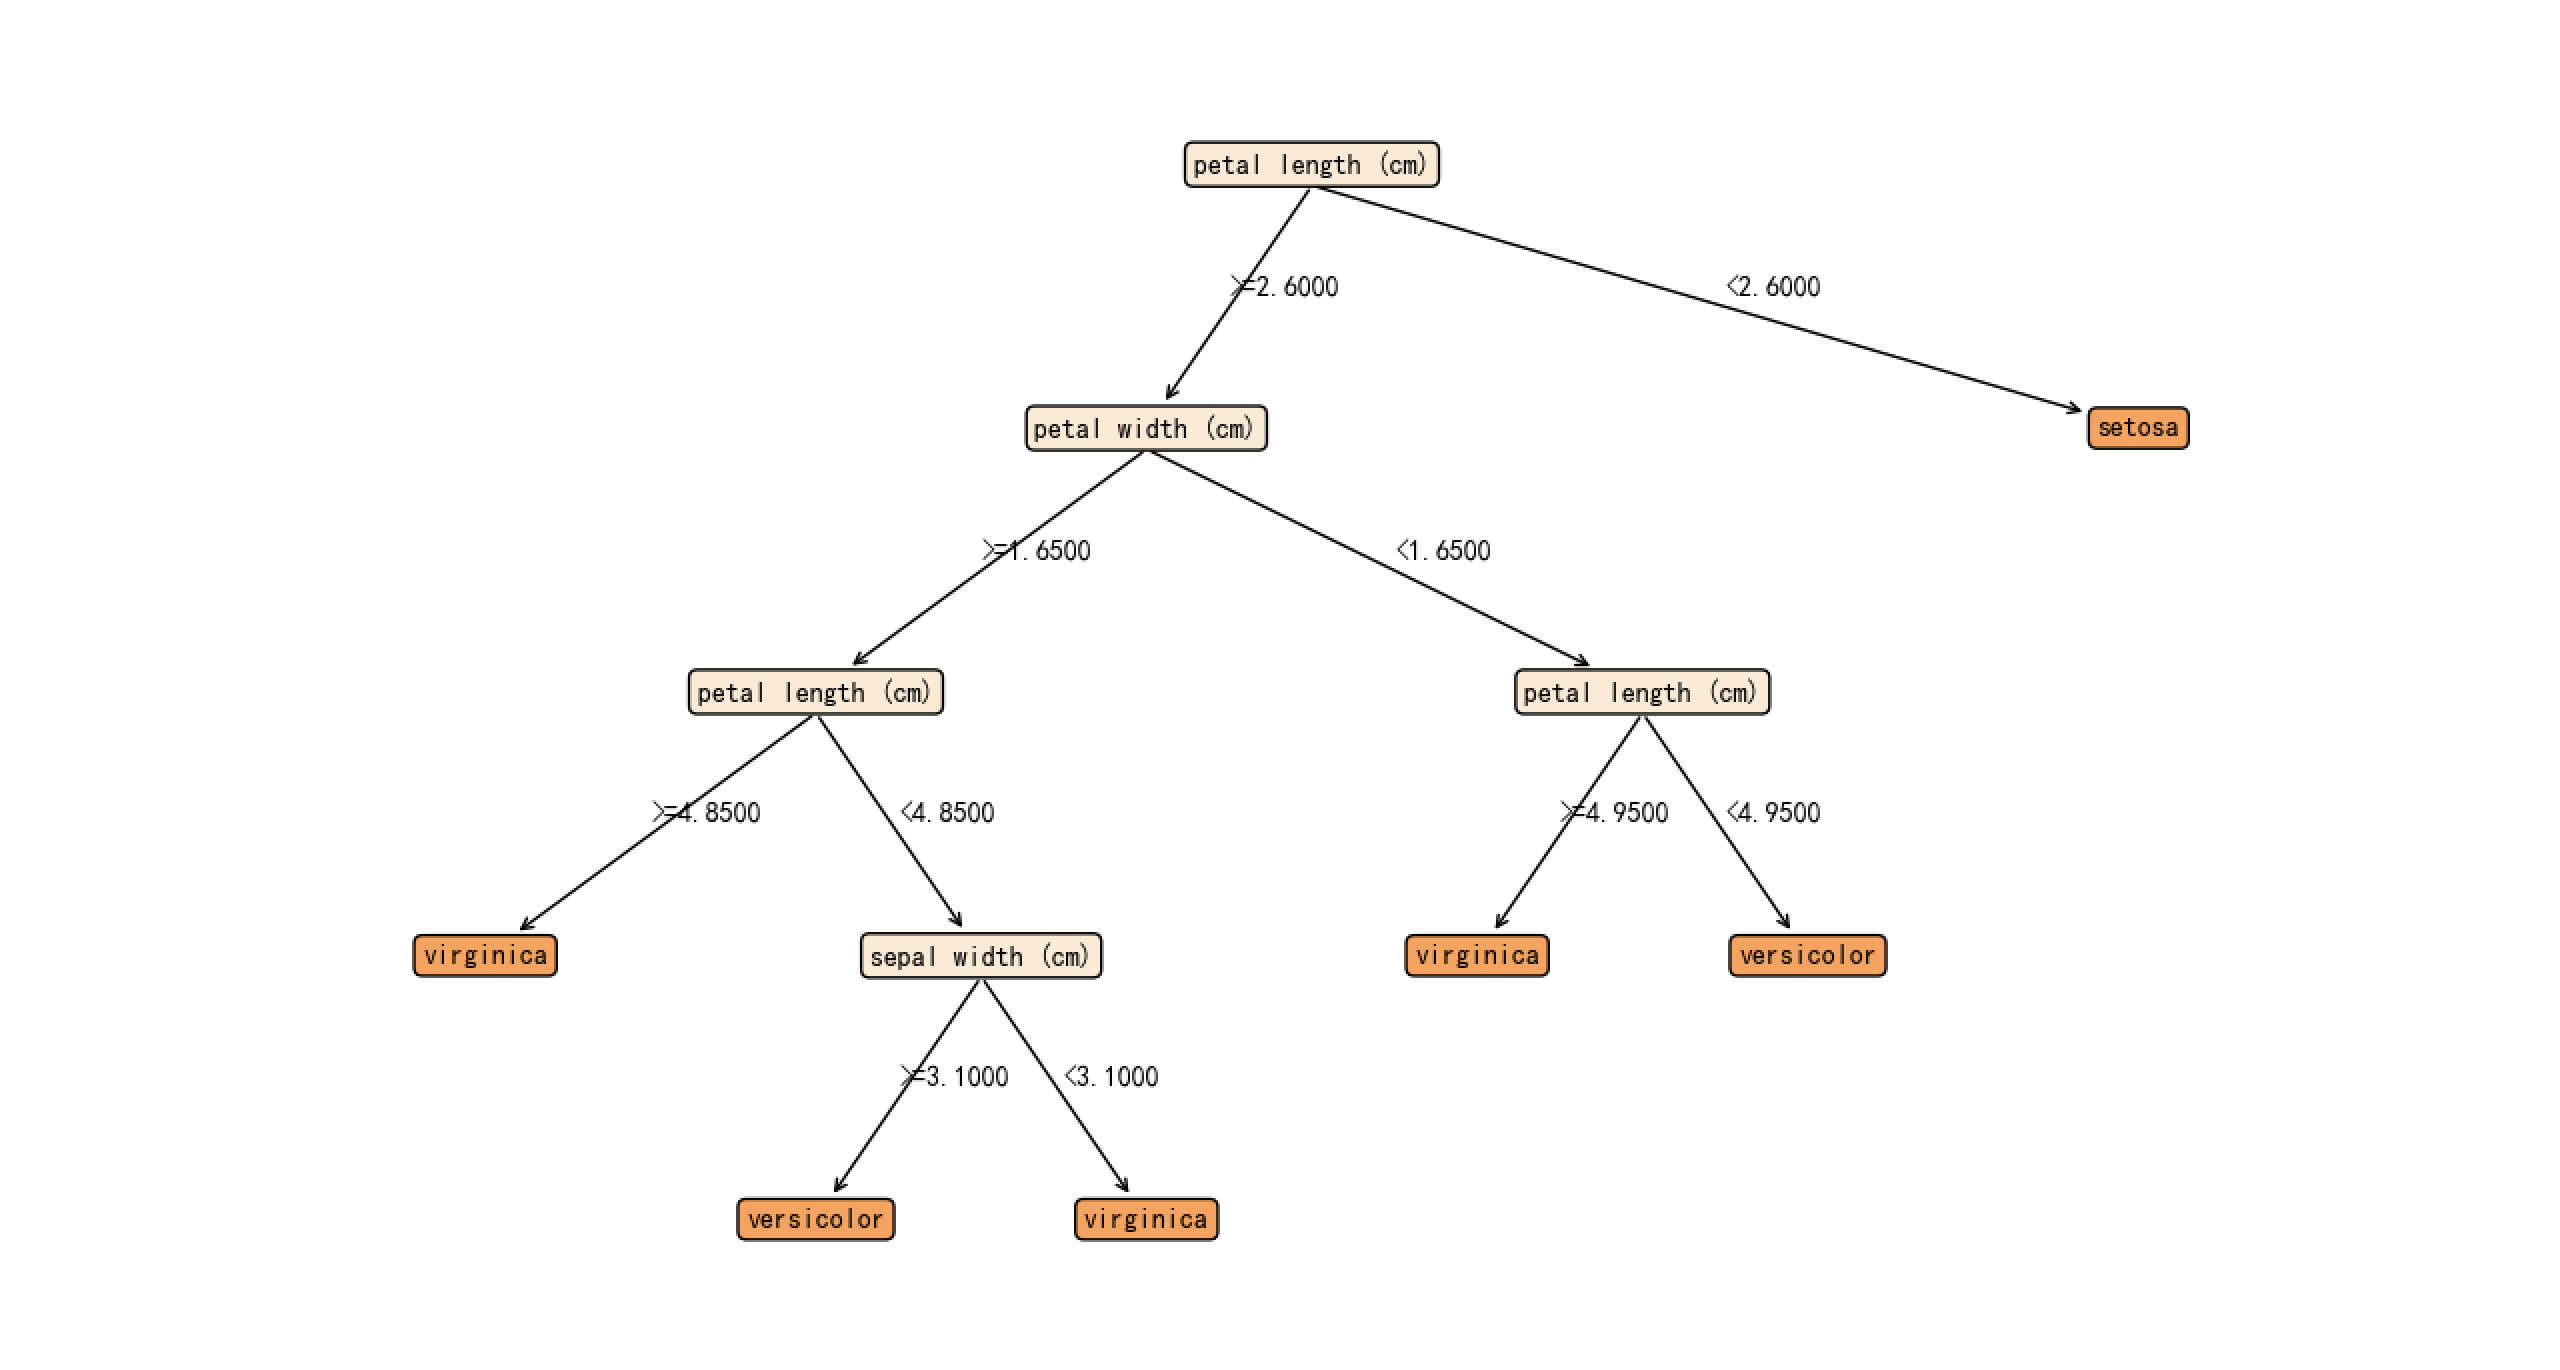 petal length (cm)
>=2.6000
<2.6000
petal width (cm)
setosa
>=1.6500
<1.6500
petal length (cm)
petal length (cm)
>=4.8500
<4.8500
>=4.9500
<4.9500
virginica
sepal width (cm)
virginica
versicolor
>=3.1000
<3.1000
versicolor
virginica